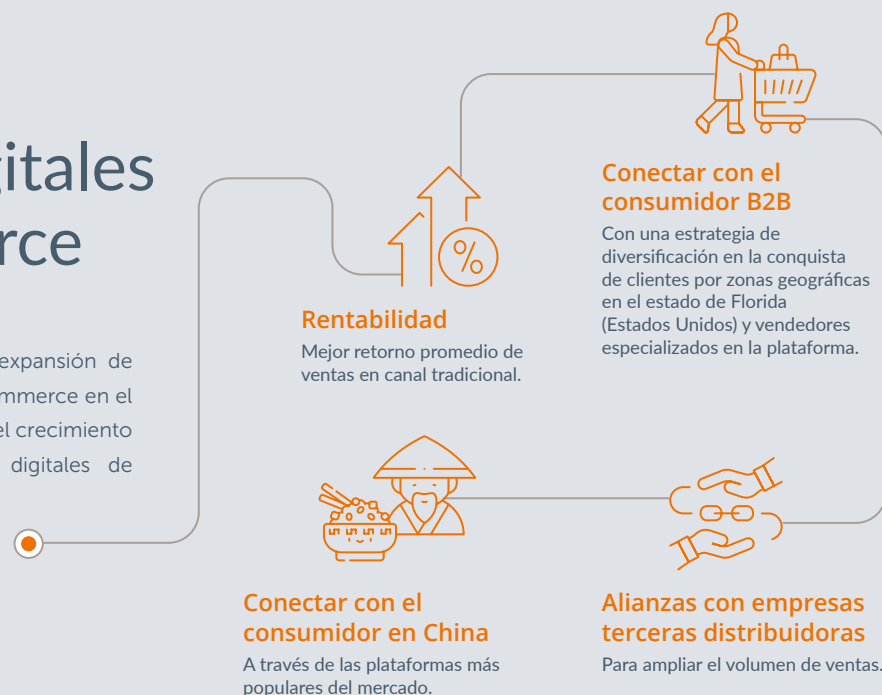 gitales
rce
expansión de
mmerce en el
el crecimiento
digitales de
%
Rentabilidad
Mejor retorno promedio de
ventas en canal tradicional.
Conectar con el
consumidor B2B
Con una estrategia de
diversificación en la conquista
de clientes por zonas geográficas
en el estado de Florida
(Estados Unidos) y vendedores
especializados en la plataforma.
Conectar con el
consumidor en China
A través de las plataformas más
populares del mercado.
Alianzas con empresas
terceras distribuidoras
Para ampliar el volumen de ventas.